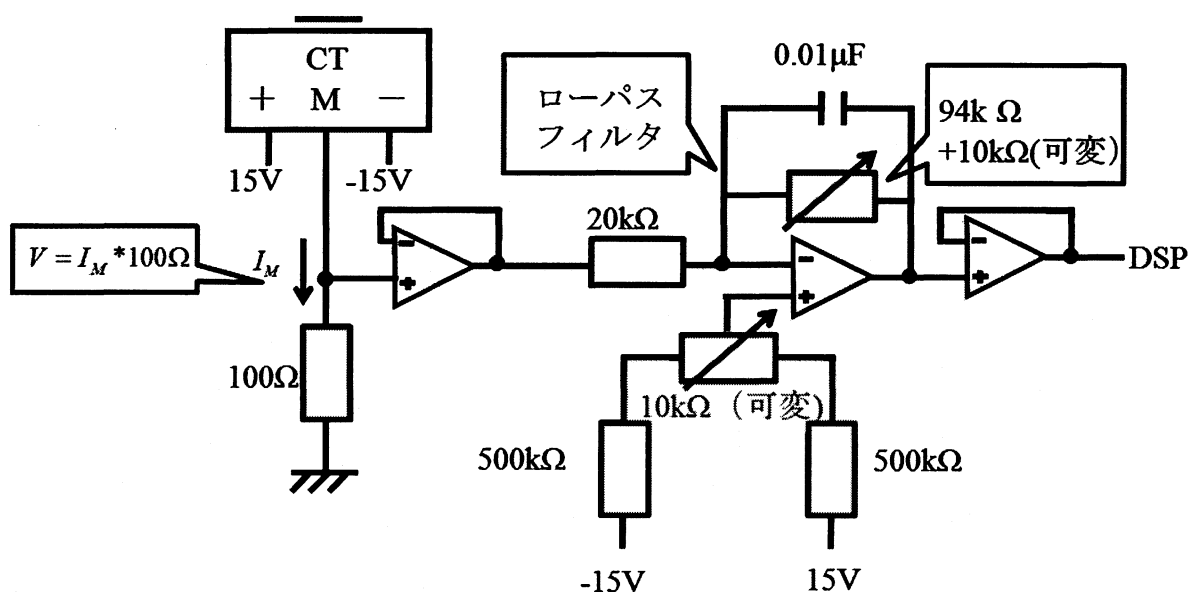 CT
+ M −
15V
-15V
V = I_M *100Ω
I_M
100Ω
ローパス
フィルタ
0.01μF
94k Ω
+10kΩ(可変)
20kΩ
−
+
−
+
−
+
DSP
10kΩ (可変)
500kΩ
500kΩ
-15V
15V